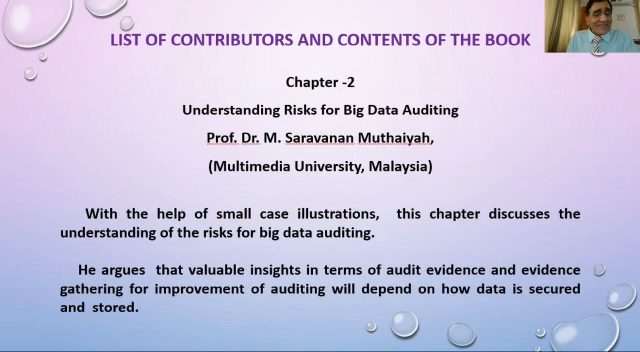 LIST OF CONTRIBUTORS AND CONTENTS OF THE BOOK
Chapter -2
Understanding Risks for Big Data Auditing
Prof. Dr. M. Saravanan Muthaiyah,
(Multimedia University, Malaysia)
With the help of small case illustrations, this chapter discusses the
understanding of the risks for big data auditing.
He argues that valuable insights in terms of audit evidence and evidence
gathering for improvement of auditing will depend on how data is secured
and stored.